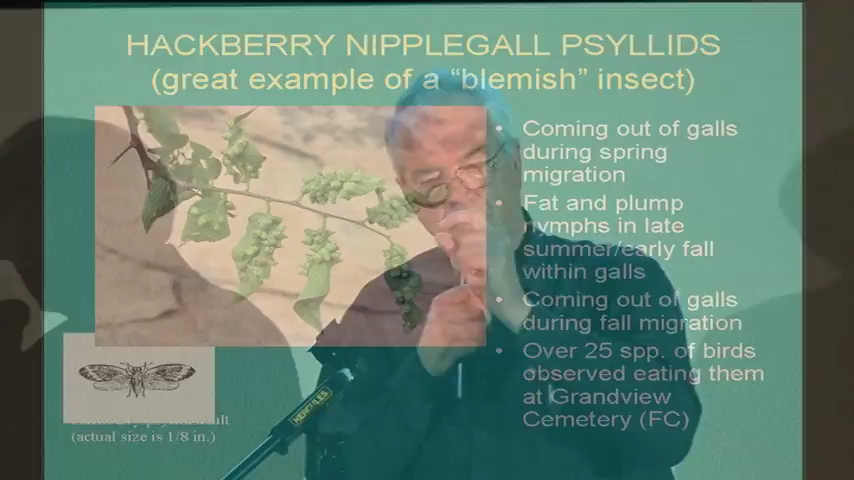 HACKBERRY NIPPLEGALL PSYLLIDS
(great example of a “blemish” insect)
• Coming out of galls
during spring
migration
• Fat and plump
nymphs in late
summer/early fall
within galls
• Coming out of galls
during fall migration
• Over 25 spp. of birds
observed eating them
at Grandview
Cemetery (FC)
HERCULES
(actual size is 1/8 in.)